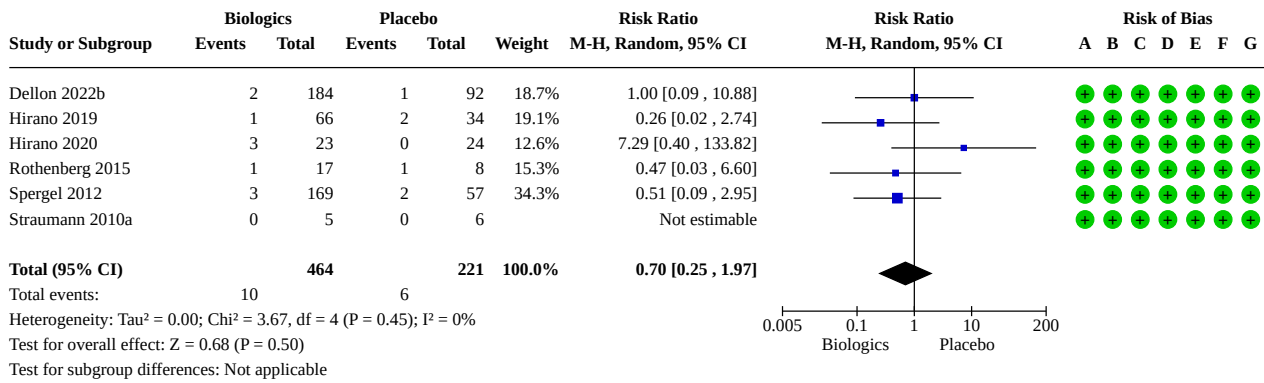 Biologics Placebo Risk Ratio Risk Ratio Risk of Bias
Study or Subgroup Events Total Events Total Weight M-H, Random, 95% CI M-H, Random, 95% CI A B C D E F G
Dellon 2022b 2 184 1 92 18.7% 1.00 [0.09 , 10.88] + + + + + + +
Hirano 2019 1 66 2 34 19.1% 0.26 [0.02 , 2.74] + + + + + + +
Hirano 2020 3 23 0 24 12.6% 7.29 [0.40 , 133.82] + + + + + + +
Rothenberg 2015 1 17 1 8 15.3% 0.47 [0.03 , 6.60] + + + + + + +
Spergel 2012 3 169 2 57 34.3% 0.51 [0.09 , 2.95] + + + + + + +
Straumann 2010a 0 5 0 6 Not estimable + + + + + + +
Total (95% CI) 464 221 100.0% 0.70 [0.25 , 1.97]
Total events: 10 6
Heterogeneity: Tau² = 0.00; Chi² = 3.67, df = 4 (P = 0.45); I² = 0%
0.005 0.1 1 10 200
Test for overall effect: Z = 0.68 (P = 0.50)
Biologics Placebo
Test for subgroup differences: Not applicable